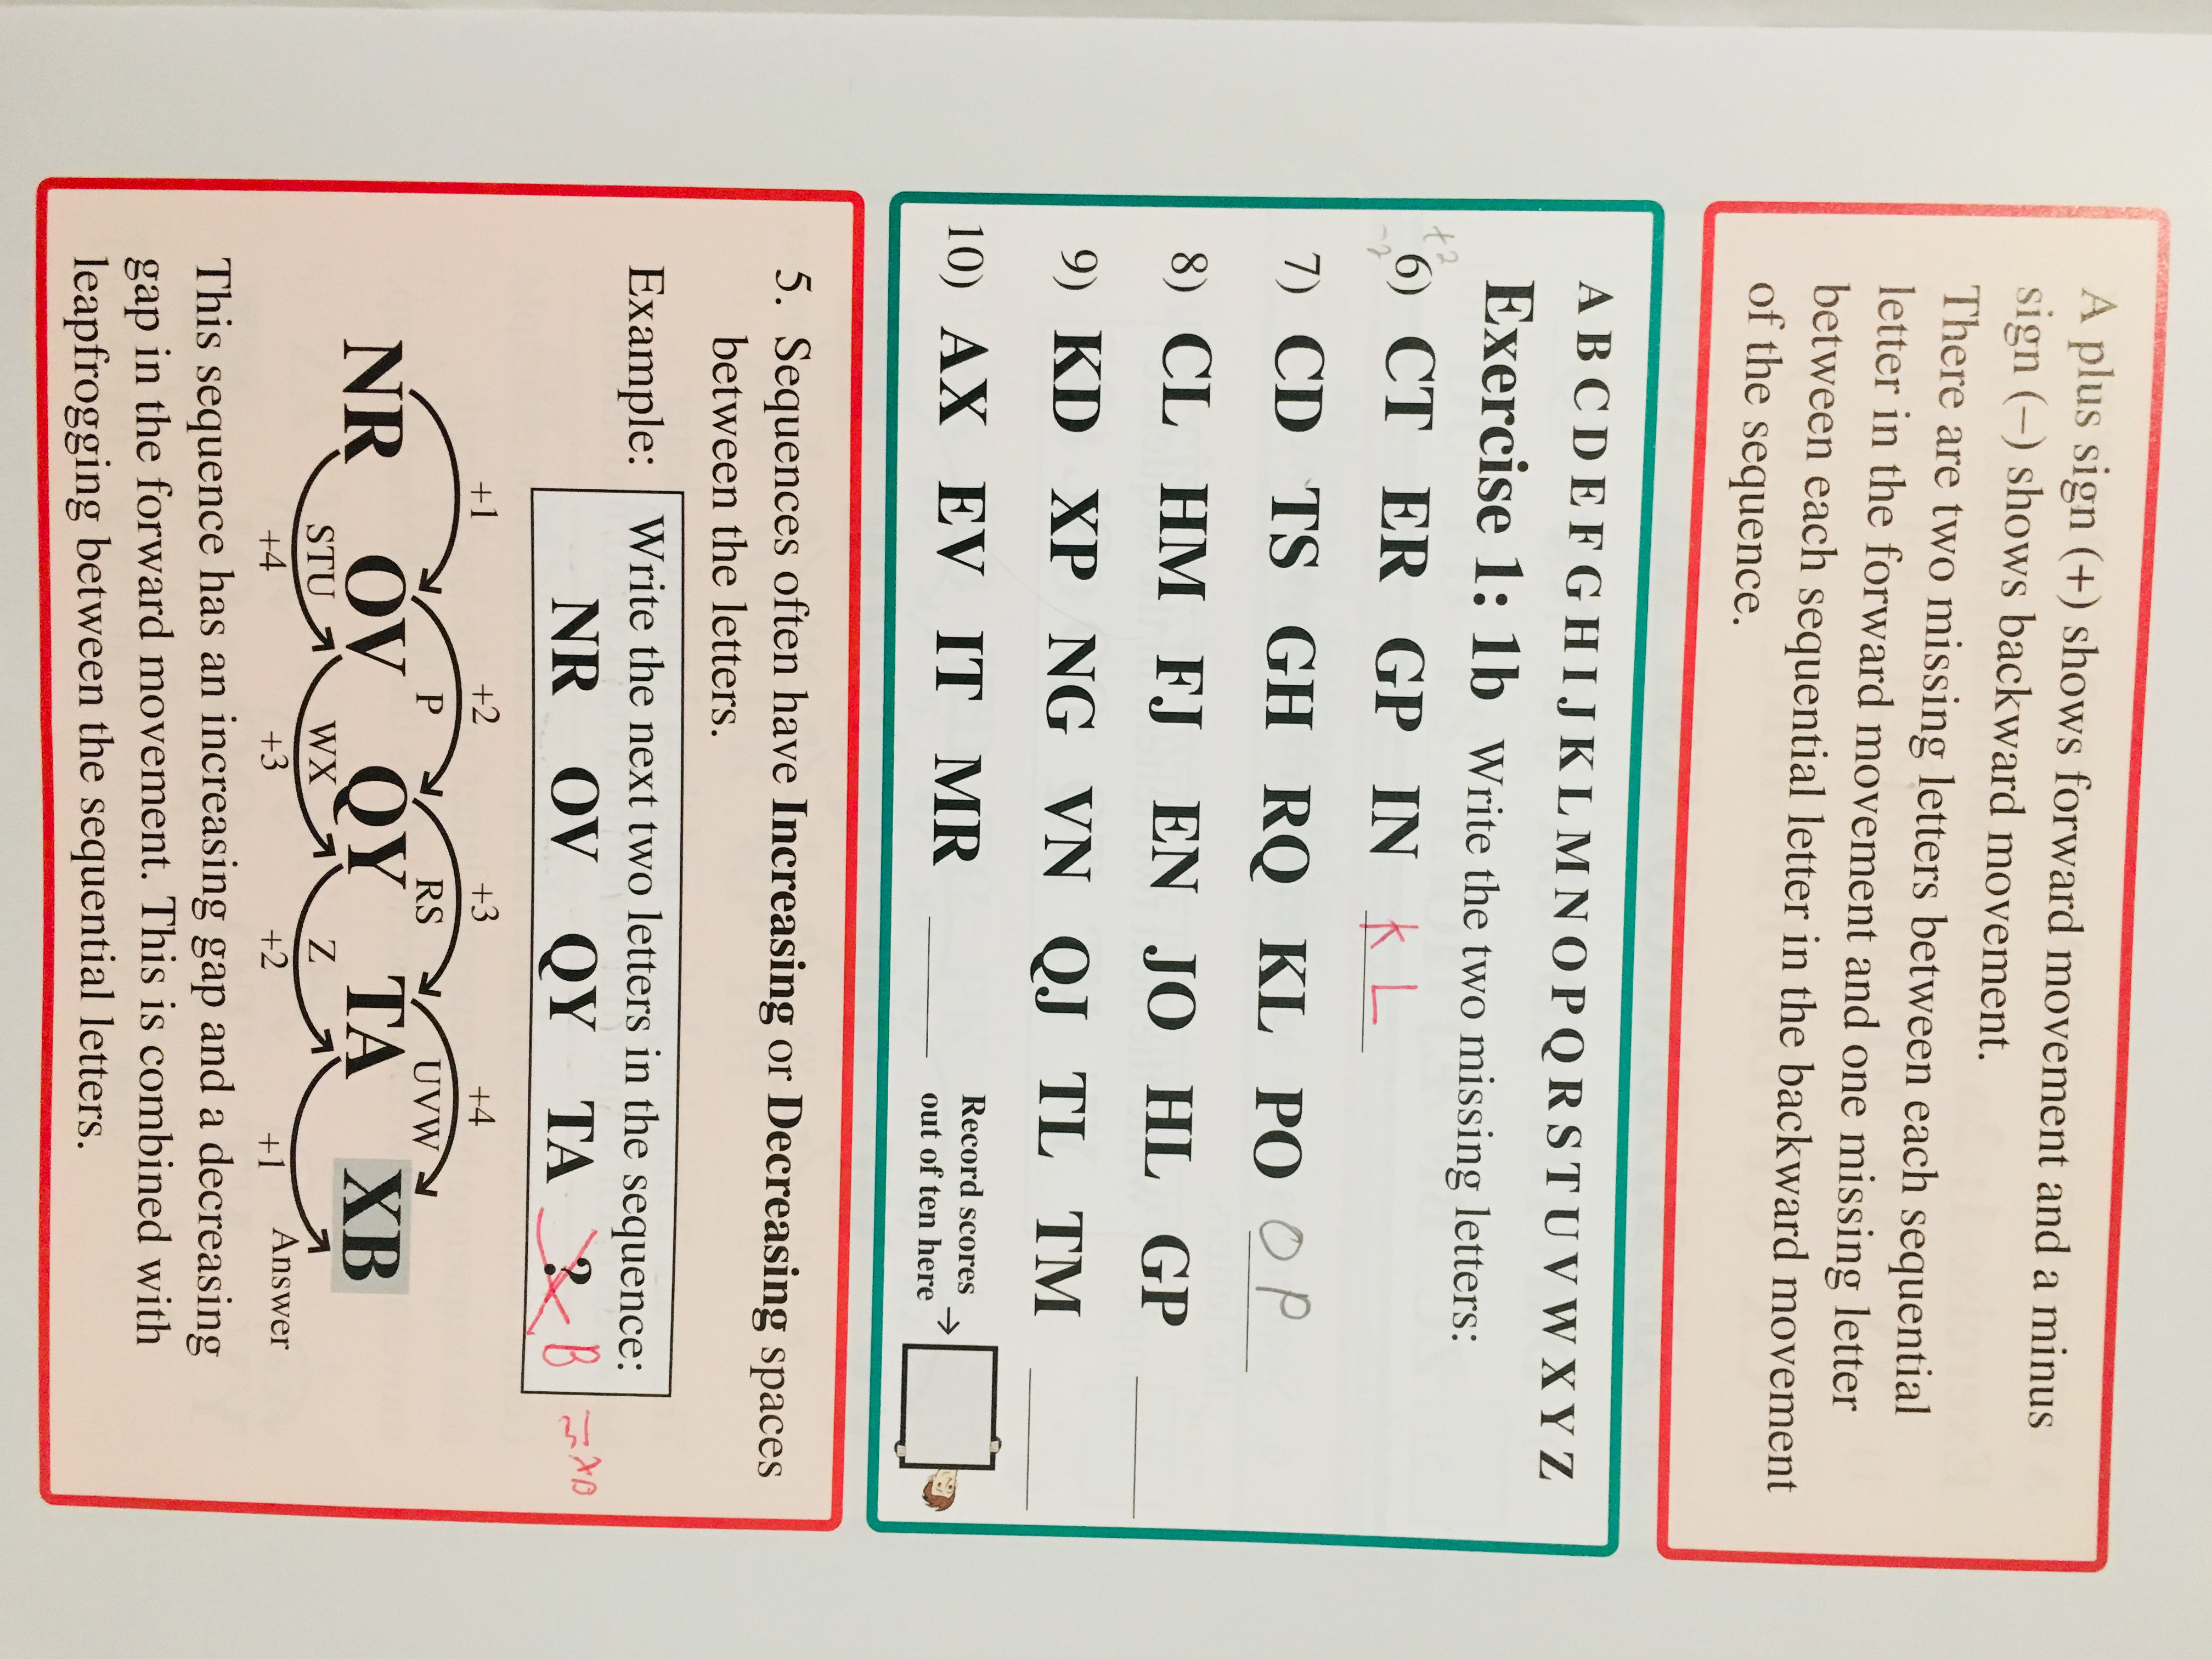 A plus sign (+) shows forward movement and a minus
sign (–) shows backward movement.
There are two missing letters between each sequential
letter in the forward movement and one missing letter
between each sequential letter in the backward movement
of the sequence.
A B C D E F G H I J K L M N O P Q R S T U V W X Y Z
Exercise 1: 1b Write the two missing letters:
+2
-2
6) CT ER GP IN K L
7) CD TS GH RQ KL PO O P
8) CL HM FJ EN JO HL GP
9) KD XP NG VN QJ TL TM
10) AX EV IT MR
Record scores
out of ten here →
5. Sequences often have Increasing or Decreasing spaces
between the letters.
Example: Write the next two letters in the sequence:
NR OV QY TA ? X B
+1 +2 +3 +4
P RS UVW
NR OV QY TA XB
STU WX Z
+4 +3 +2 +1 Answer
This sequence has an increasing gap and a decreasing
gap in the forward movement. This is combined with
leapfrogging between the sequential letters.